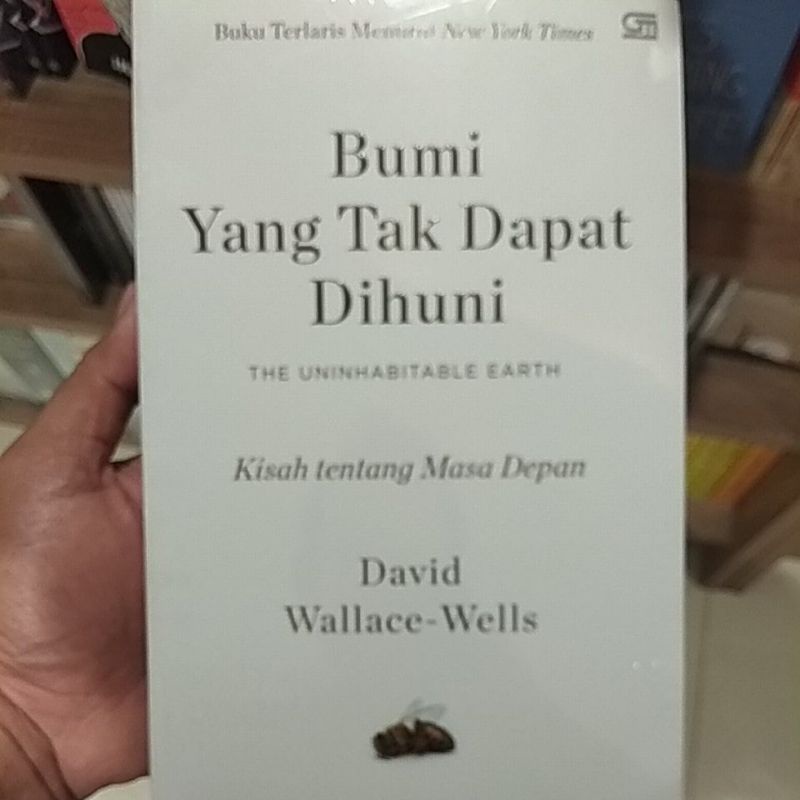 Buku Terlaris Menurut New York Times
Bumi
Yang Tak Dapat
Dihuni
THE UNINHABITABLE EARTH
Kisah tentang Masa Depan
David
Wallace-Wells